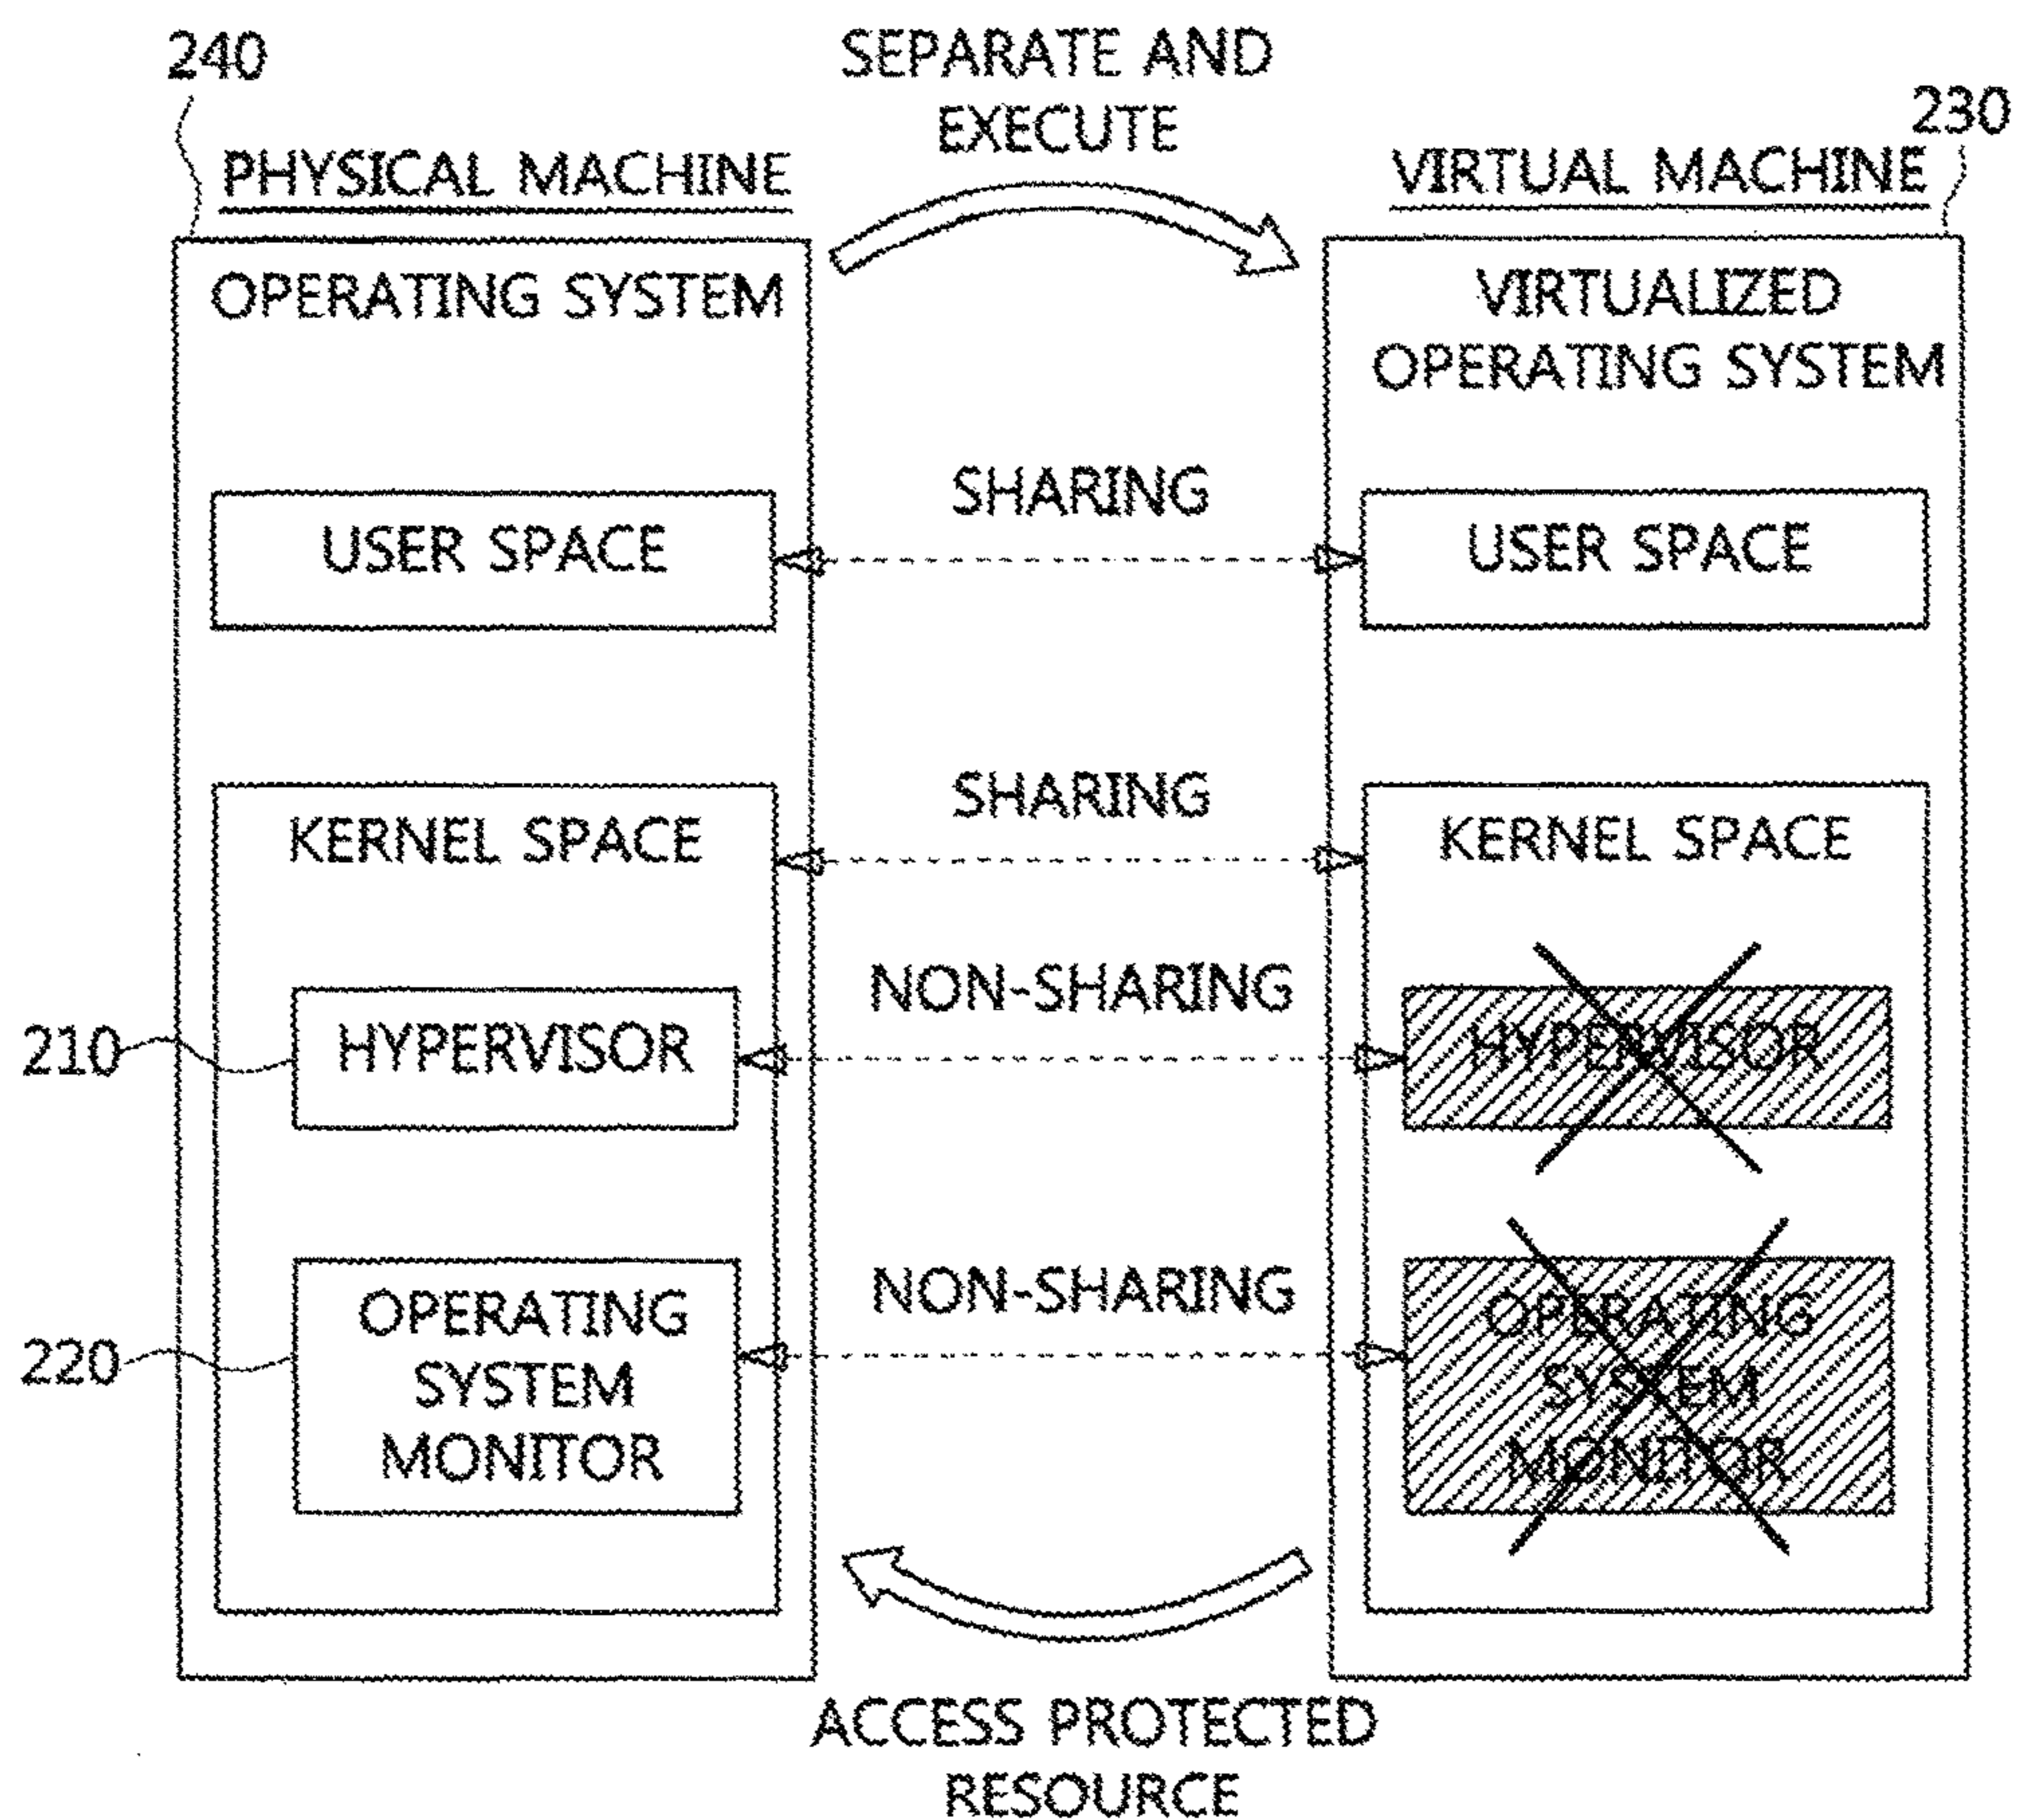 240
SEPARATE AND
EXECUTE
230
PHYSICAL MACHINE
VIRTUAL MACHINE
OPERATING SYSTEM
VIRTUALIZED
OPERATING SYSTEM
SHARING
USER SPACE
USER SPACE
SHARING
KERNEL SPACE
KERNEL SPACE
NON-SHARING
210
HYPERVISOR
HYPERVISOR
NON-SHARING
220
OPERATING
SYSTEM
MONITOR
OPERATING
SYSTEM
MONITOR
ACCESS PROTECTED
RESOURCE